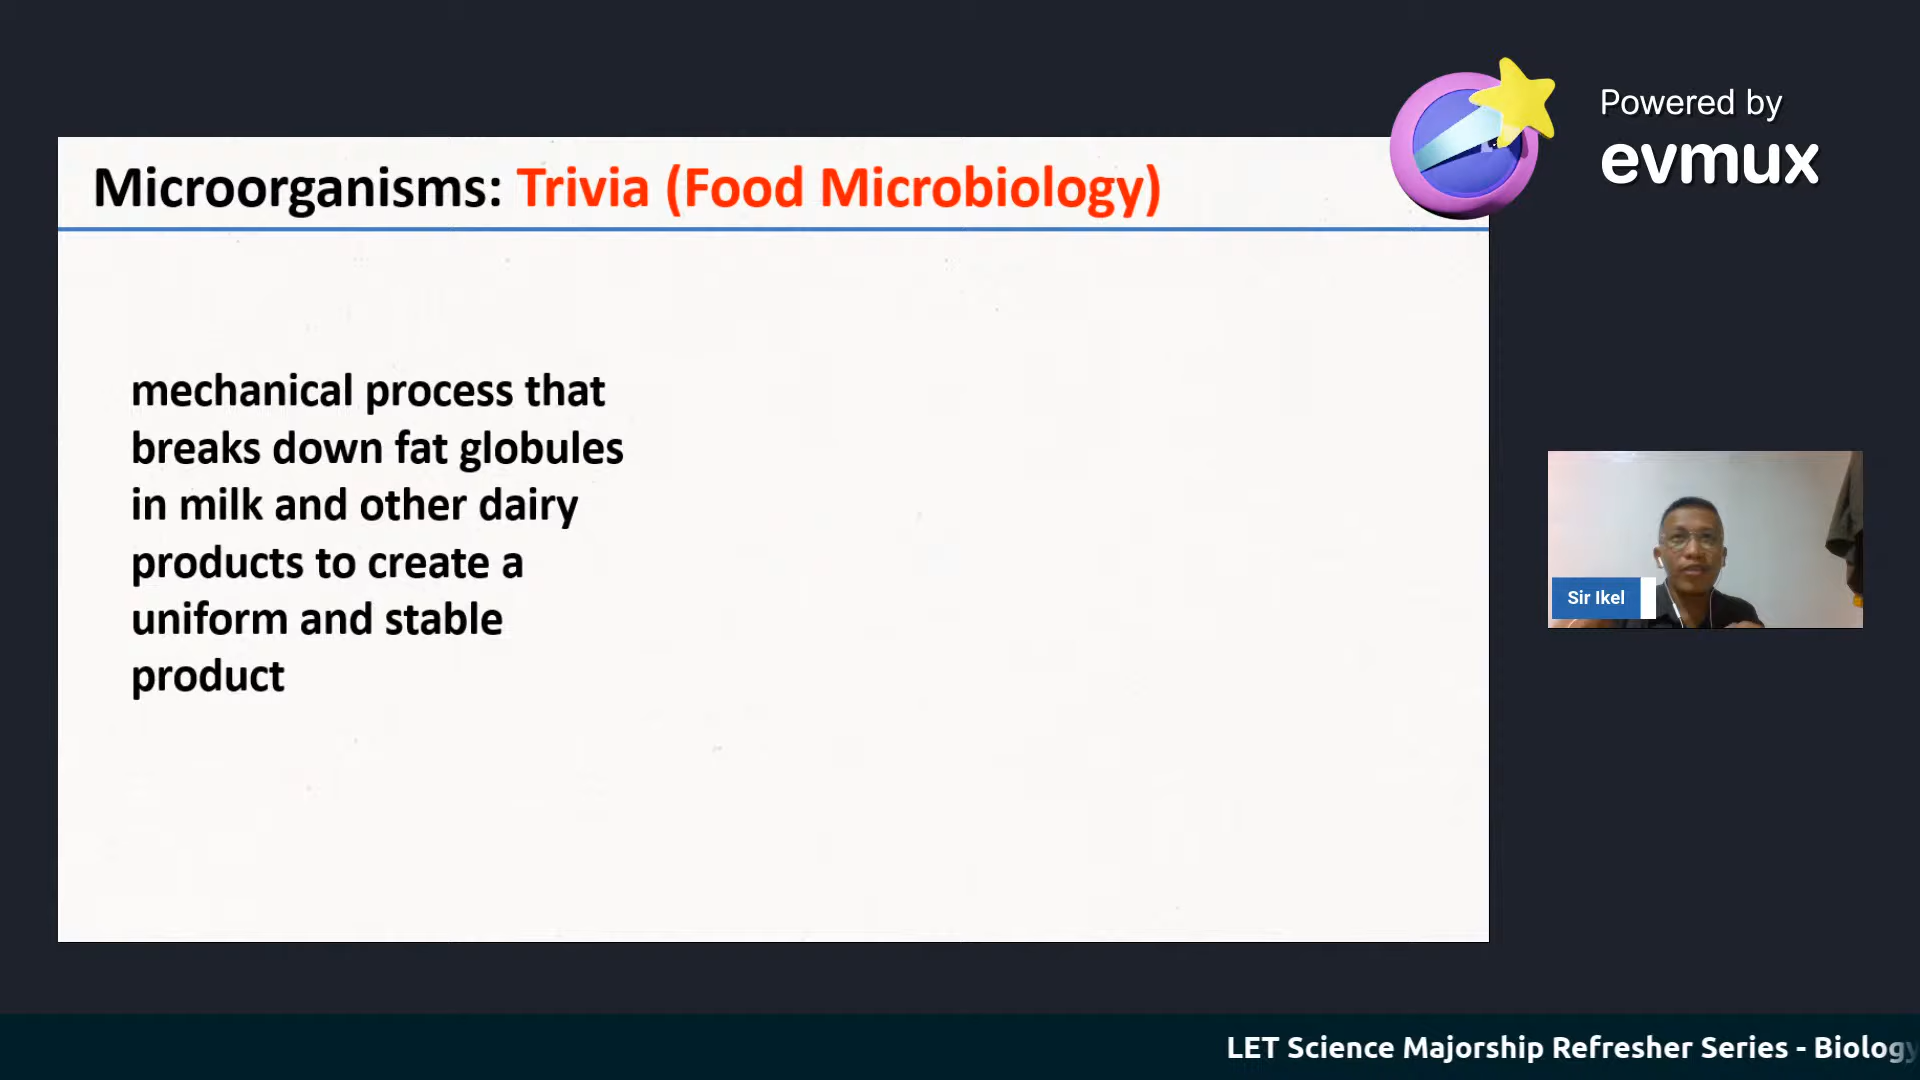 Powered by
evmux
Microorganisms: Trivia (Food Microbiology)
mechanical process that
breaks down fat globules
in milk and other dairy
products to create a
uniform and stable
product
Sir Ikel
LET Science Majorship Refresher Series - Biology